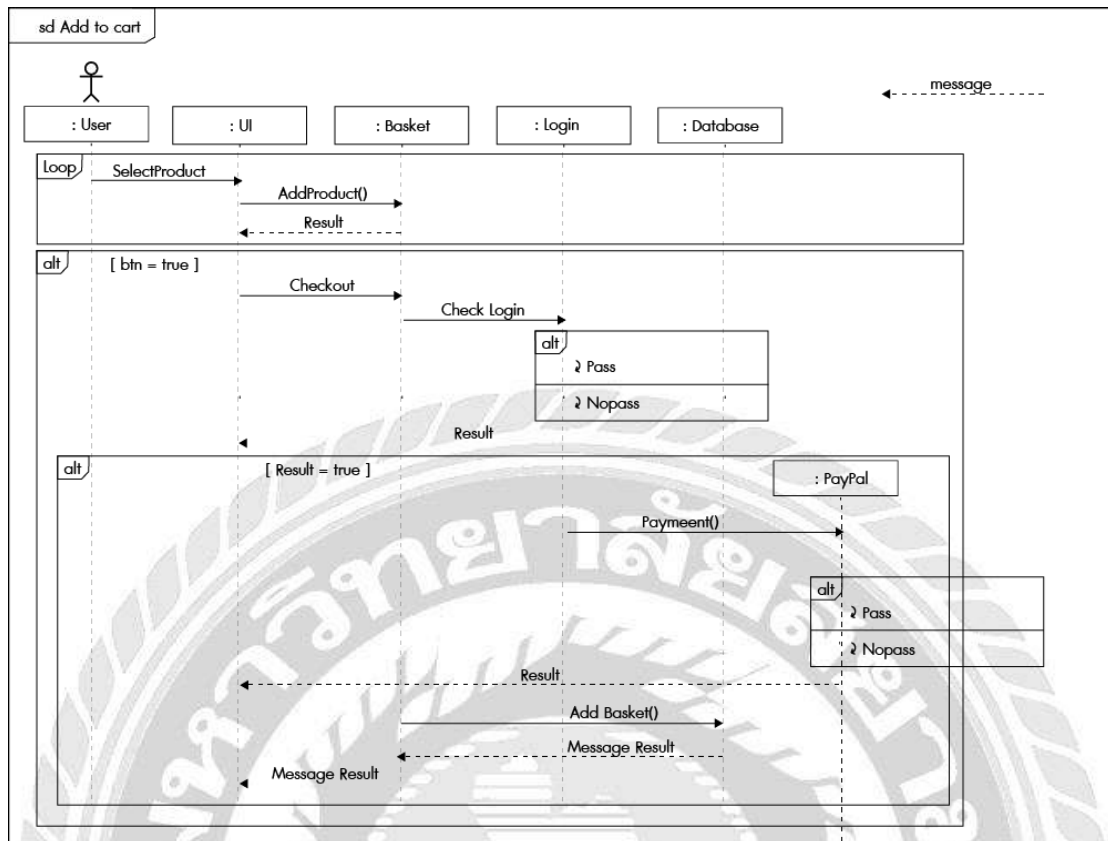 sd Add to cart
message
: User
: UI
: Basket
: Login
: Database
Loop
SelectProduct
AddProduct()
Result
alt
[ btn = true ]
Checkout
Check Login
alt
Pass
Nopass
Result
alt
[ Result = true ]
: PayPal
Paymeent()
alt
Pass
Nopass
Result
Add Basket()
Message Result
Message Result